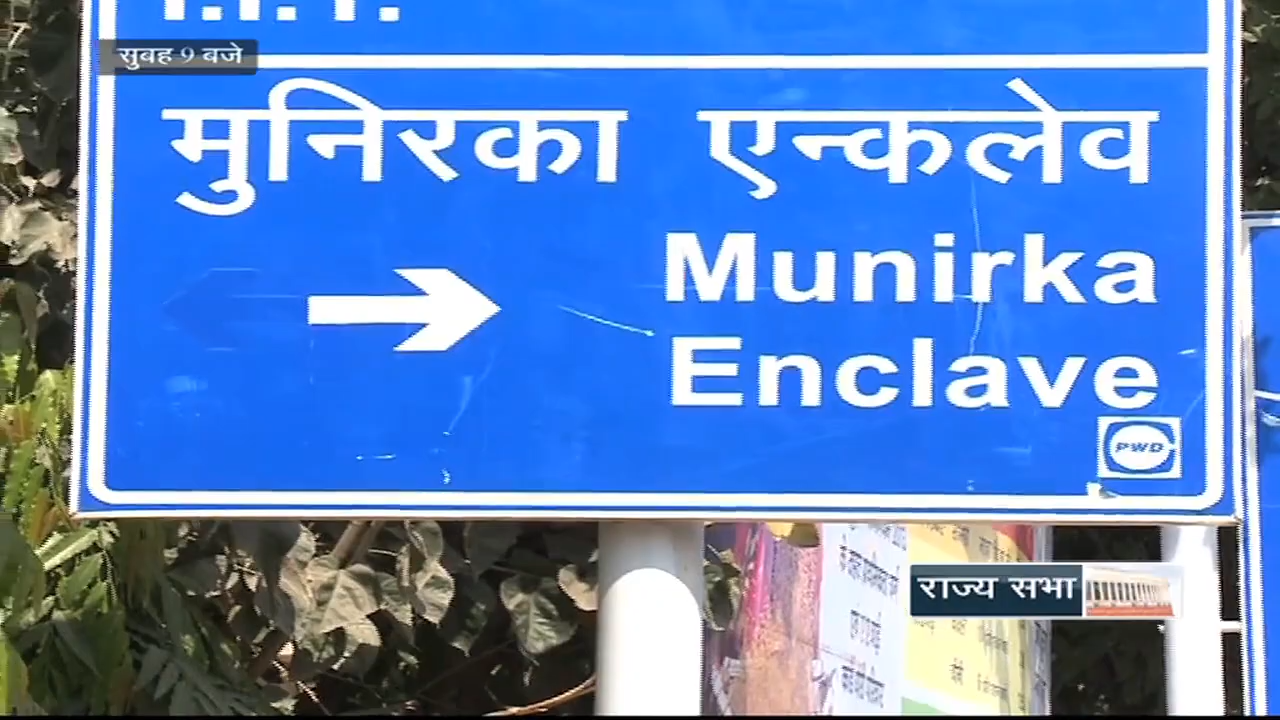 I.I.T.
सुबह 9 बजे
मुनिरका एन्कलेव
Munirka
Enclave
PWD
राज्य सभा